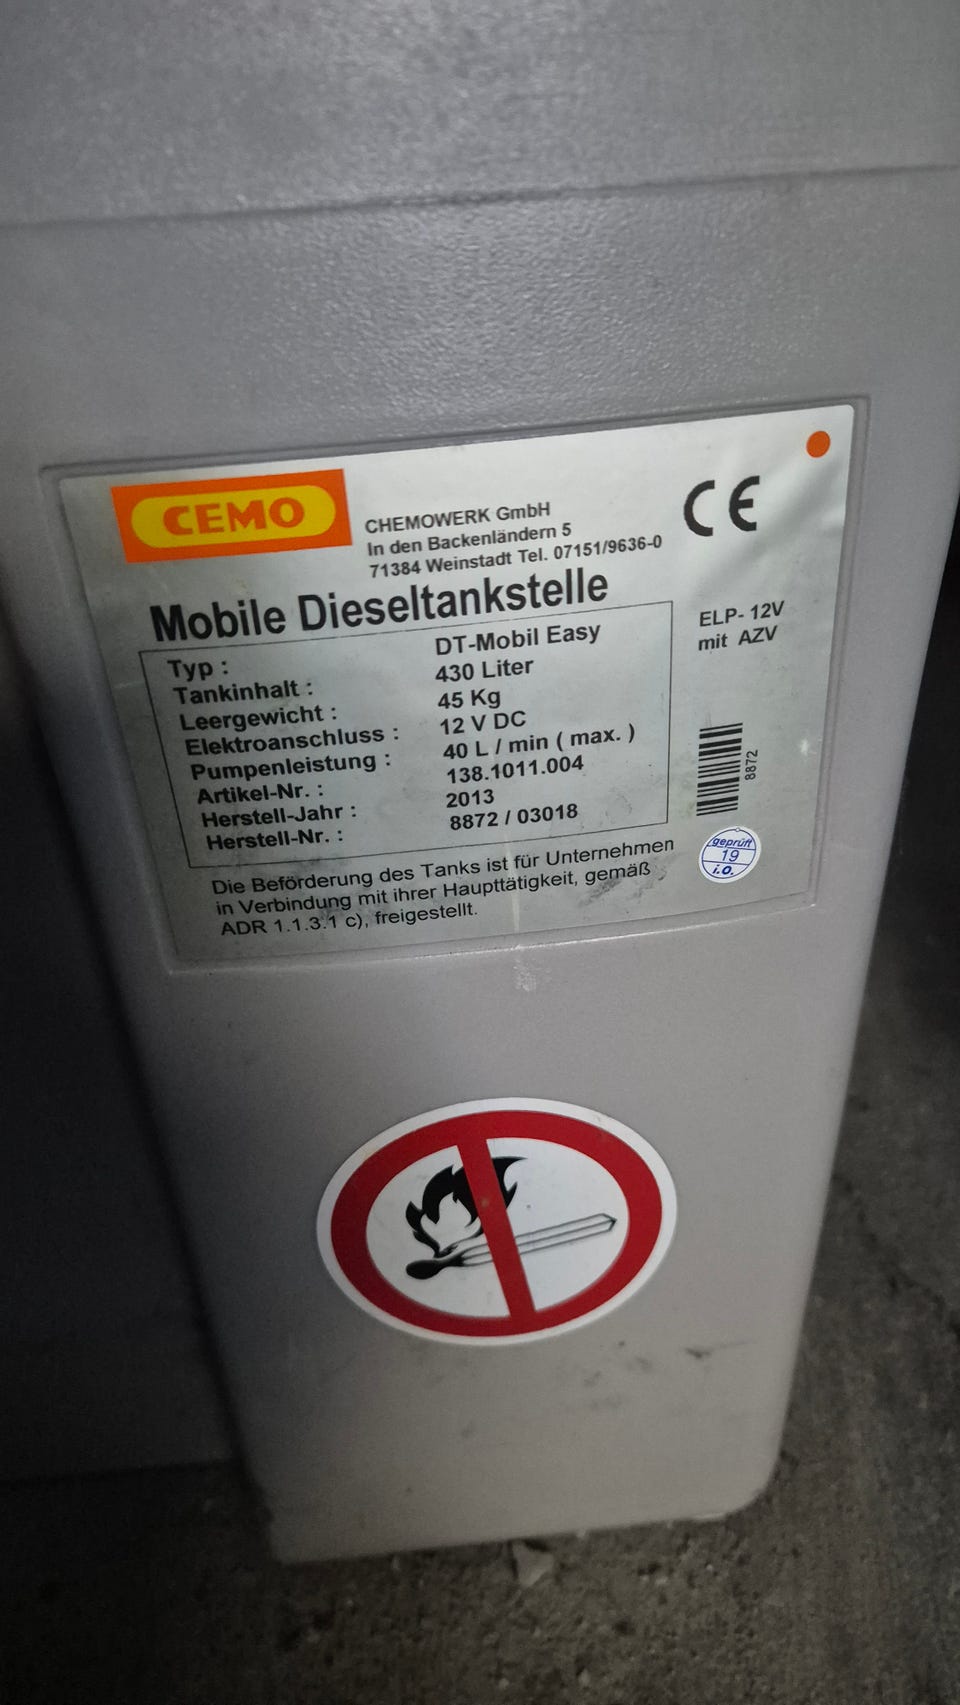 CEMO
CHEMOWERK GmbH
In den Backenländern 5
71384 Weinstadt Tel. 07151/9636-0
CE
Mobile Dieseltankstelle
Typ : DT-Mobil Easy
Tankinhalt : 430 Liter
Leergewicht : 45 Kg
Elektroanschluss : 12 V DC
Pumpenleistung : 40 L / min ( max. )
Artikel-Nr. : 138.1011.004
Herstell-Jahr : 2013
Herstell-Nr. : 8872 / 03018
ELP- 12V
mit AZV
8872
geprüft
19
i.O.
Die Beförderung des Tanks ist für Unternehmen
in Verbindung mit ihrer Haupttätigkeit, gemäß
ADR 1.1.3.1 c), freigestellt.